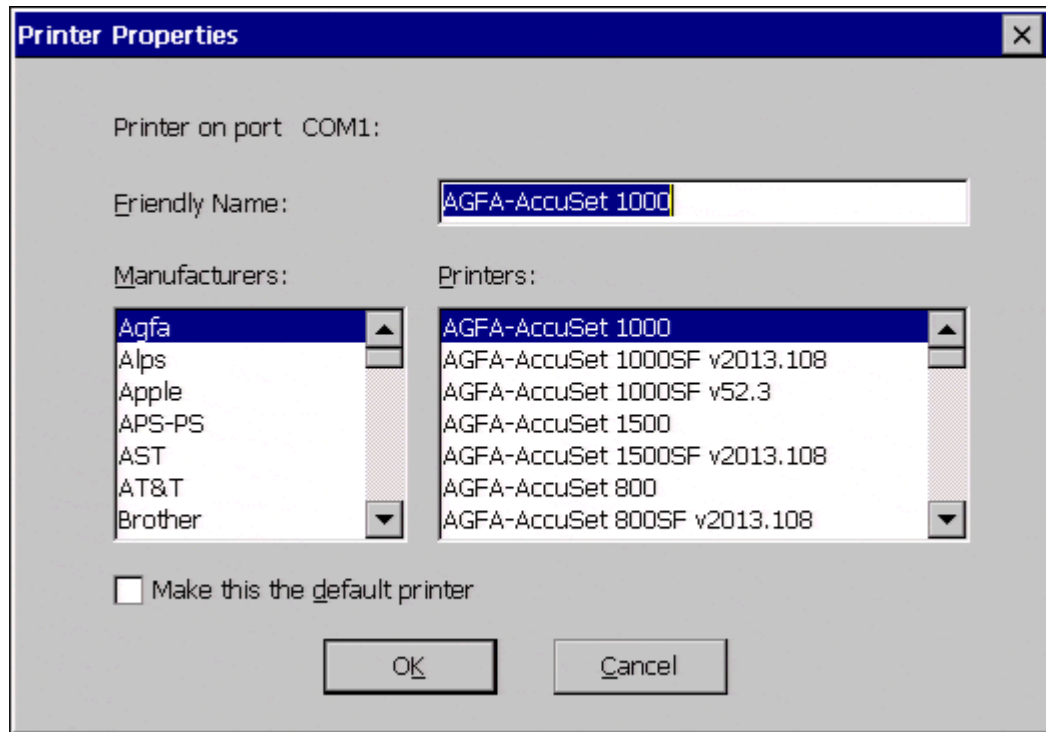 Printer Properties
Printer on port COM1:
Friendly Name:
AGFA-AccuSet 1000
Manufacturers:
Agfa
Alps
Apple
APS-PS
AST
AT&T
Brother
Printers:
AGFA-AccuSet 1000
AGFA-AccuSet 1000SF v2013.108
AGFA-AccuSet 1000SF v52.3
AGFA-AccuSet 1500
AGFA-AccuSet 1500SF v2013.108
AGFA-AccuSet 800
AGFA-AccuSet 800SF v2013.108
Make this the default printer
OK
Cancel